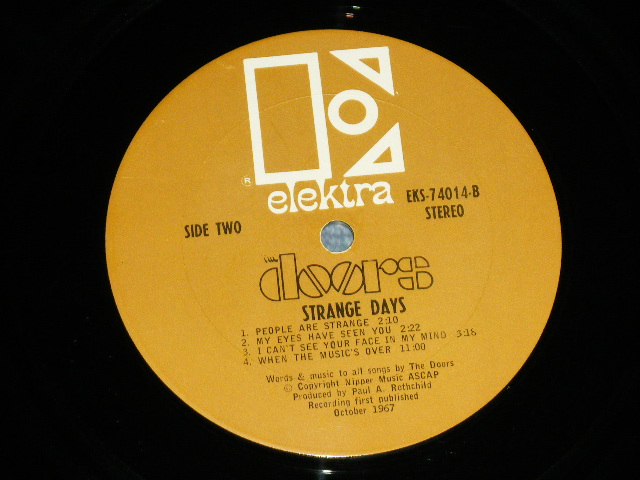 ®
elektra
EKS-74014-B
STEREO
SIDE TWO
THE
doors
STRANGE DAYS
1. PEOPLE ARE STRANGE 2:10
2. MY EYES HAVE SEEN YOU 2:22
3. I CAN'T SEE YOUR FACE IN MY MIND 3:18
4. WHEN THE MUSIC'S OVER 11:00
Words & music to all songs by The Doors
© Copyright Nipper Music ASCAP
Produced by Paul A. Rothchild
Recording first published
October 1967